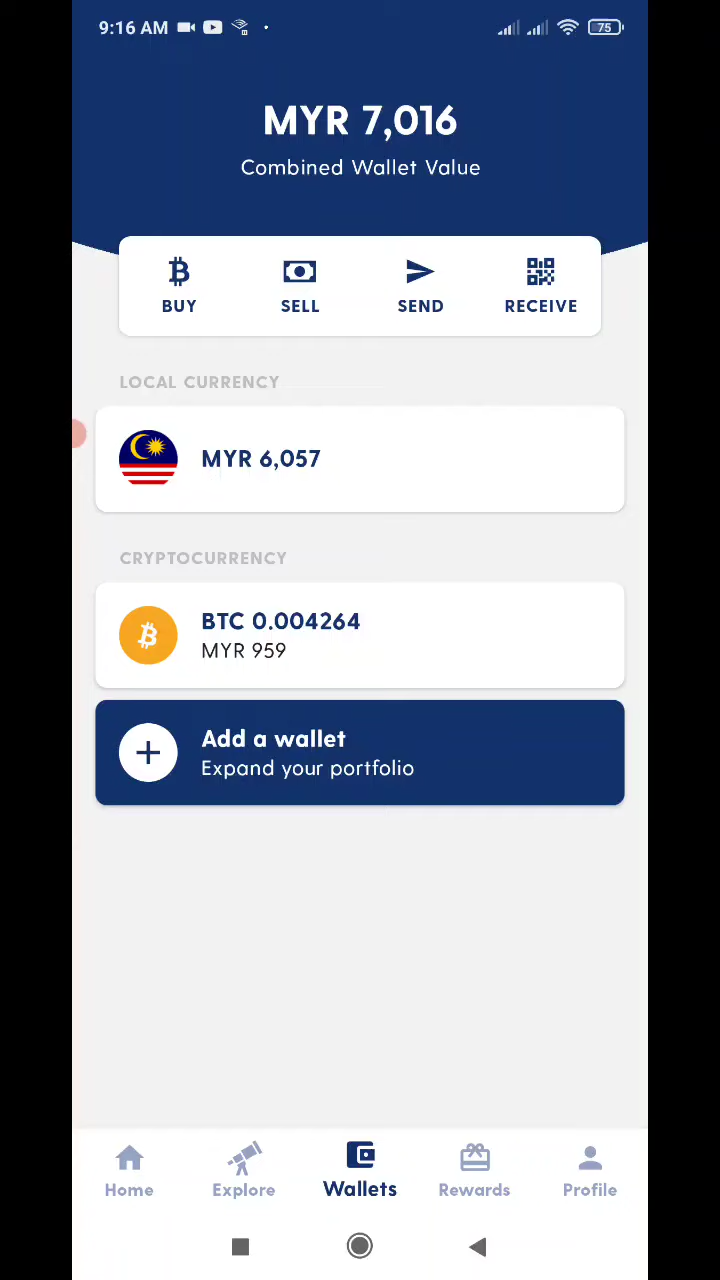 9:16 AM
75
MYR 7,016
Combined Wallet Value
BUY SELL SEND RECEIVE
LOCAL CURRENCY
MYR 6,057
CRYPTOCURRENCY
BTC 0.004264
MYR 959
Add a wallet
Expand your portfolio
Home Explore Wallets Rewards Profile